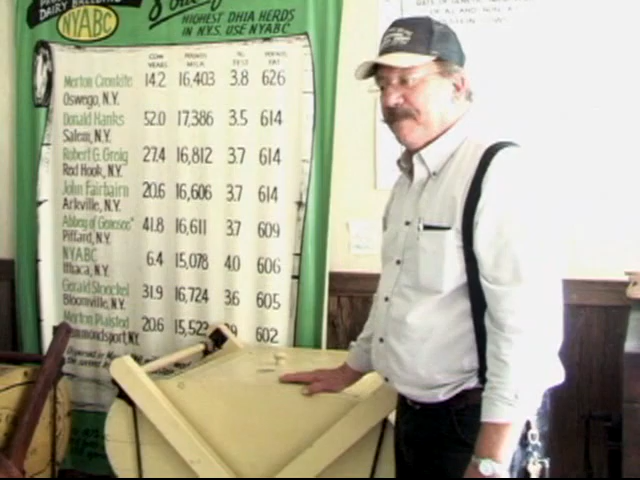 DAIRY
NYABC
HIGHEST DHIA HERDS
IN N.Y.S. USE NYABC
COW YEARS POUNDS MILK % TEST POUNDS FAT
Merton Cronkite 14.2 16,403 3.8 626
Oswego, N.Y.
Donald Hanks 52.0 17,386 3.5 614
Salem, N.Y.
Robert G. Greig 27.4 16,812 3.7 614
Red Hook, N.Y.
John Fairbairn 20.6 16,606 3.7 614
Arkville, N.Y.
Abbey of Genesee* 41.8 16,611 3.7 609
Piffard, N.Y.
NYABC 6.4 15,078 4.0 606
Ithaca, N.Y.
Gerald Stoeckel 31.9 16,724 3.6 605
Bloomville, N.Y.
Merton Plaisted 20.6 15,523 602
Hammondsport, N.Y.